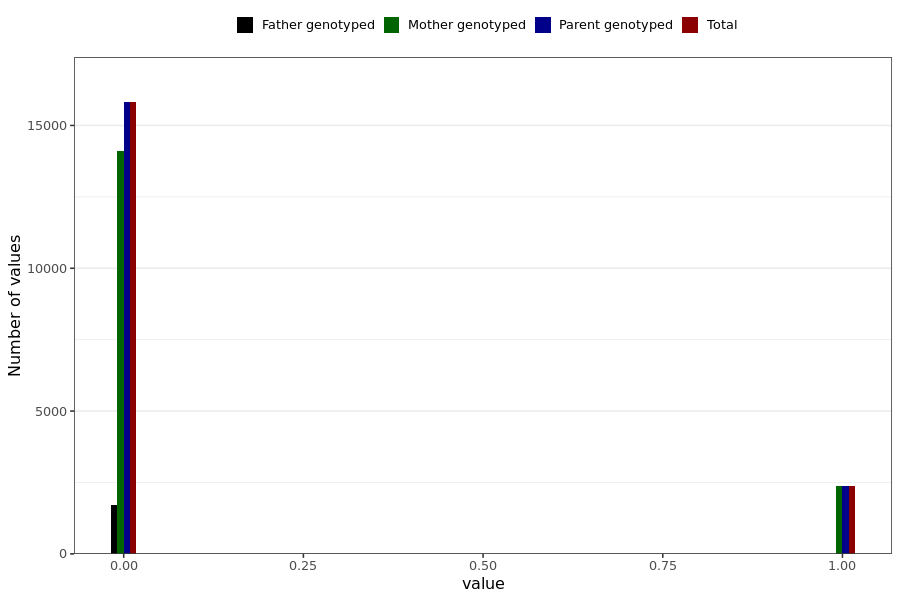 Father genotyped Mother genotyped Parent genotyped Total
Number of values
15000
10000
5000
0
0.00 0.25 0.50 0.75 1.00
value